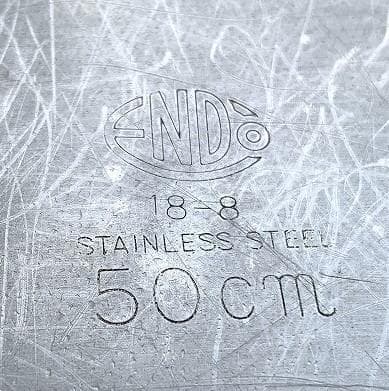 ENDO
18-8
STAINLESS STEEL
50cm